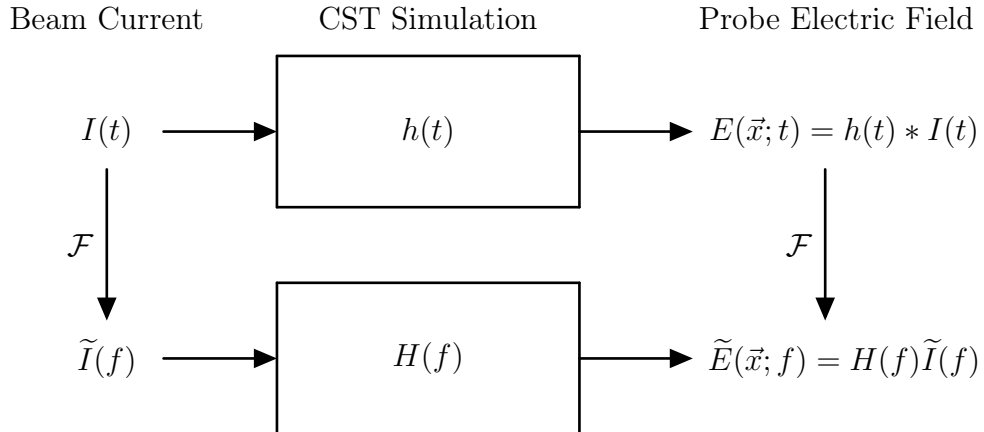 Beam Current CST Simulation Probe Electric Field
I(t) h(t) E(x⃗; t) = h(t) ∗ I(t)
ℱ ℱ
Ĩ(f) H(f) Ẽ(x⃗; f) = H(f)Ĩ(f)